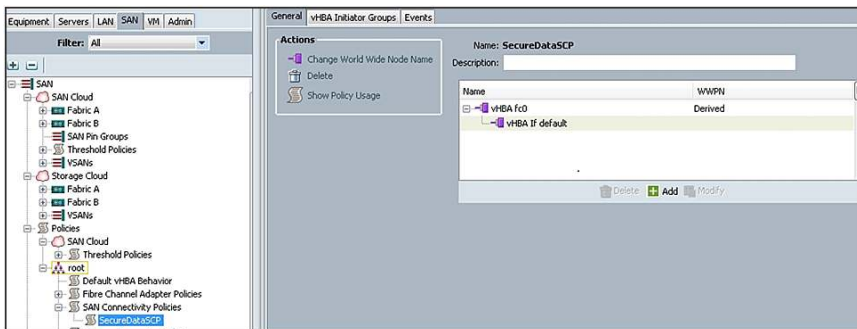 Equipment Servers LAN SAN VM Admin
Filter: All
SAN
SAN Cloud
Fabric A
Fabric B
SAN Pin Groups
Threshold Policies
VSANs
Storage Cloud
Fabric A
Fabric B
VSANs
Policies
SAN Cloud
Threshold Policies
root
Default vHBA Behavior
Fibre Channel Adapter Policies
SAN Connectivity Policies
SecureDataSCP
General vHBA Initiator Groups Events
Actions
Change World Wide Node Name
Delete
Show Policy Usage
Name: SecureDataSCP
Description:
Name WWPN
vHBA fc0 Derived
vHBA If default
Delete Add Modify